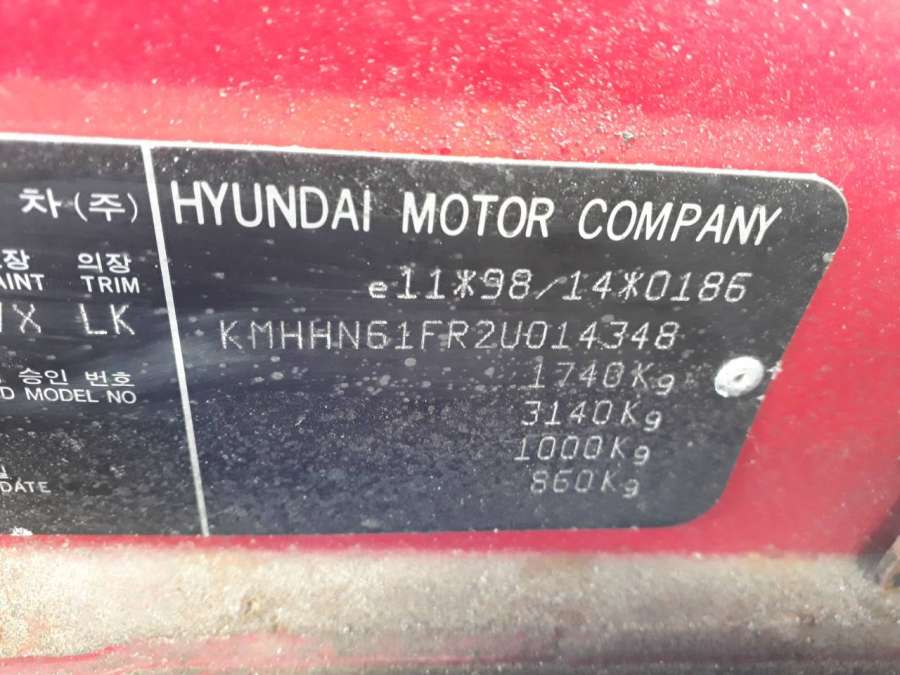 차(주)
HYUNDAI MOTOR COMPANY
장 의장
AINT TRIM
e11*98/14*0186
X LK
KMHHN61FR2U014348
승인 번호
D MODEL NO
1740Kg
3140Kg
1000Kg
860Kg
DATE